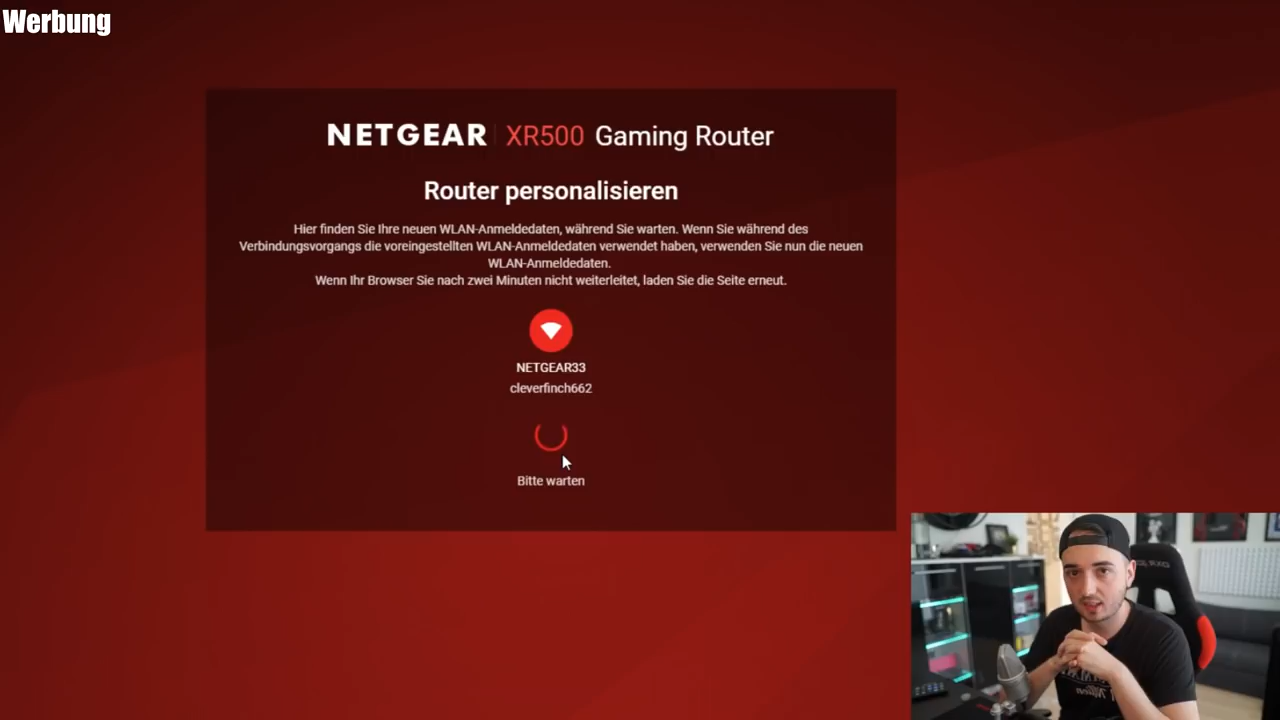 Werbung
NETGEAR XR500 Gaming Router
Router personalisieren
Hier finden Sie Ihre neuen WLAN-Anmeldedaten, während Sie warten. Wenn Sie während des
Verbindungsvorgangs die voreingestellten WLAN-Anmeldedaten verwendet haben, verwenden Sie nun die neuen
WLAN-Anmeldedaten.
Wenn Ihr Browser Sie nach zwei Minuten nicht weiterleitet, laden Sie die Seite erneut.
NETGEAR33
cleverfinch662
Bitte warten